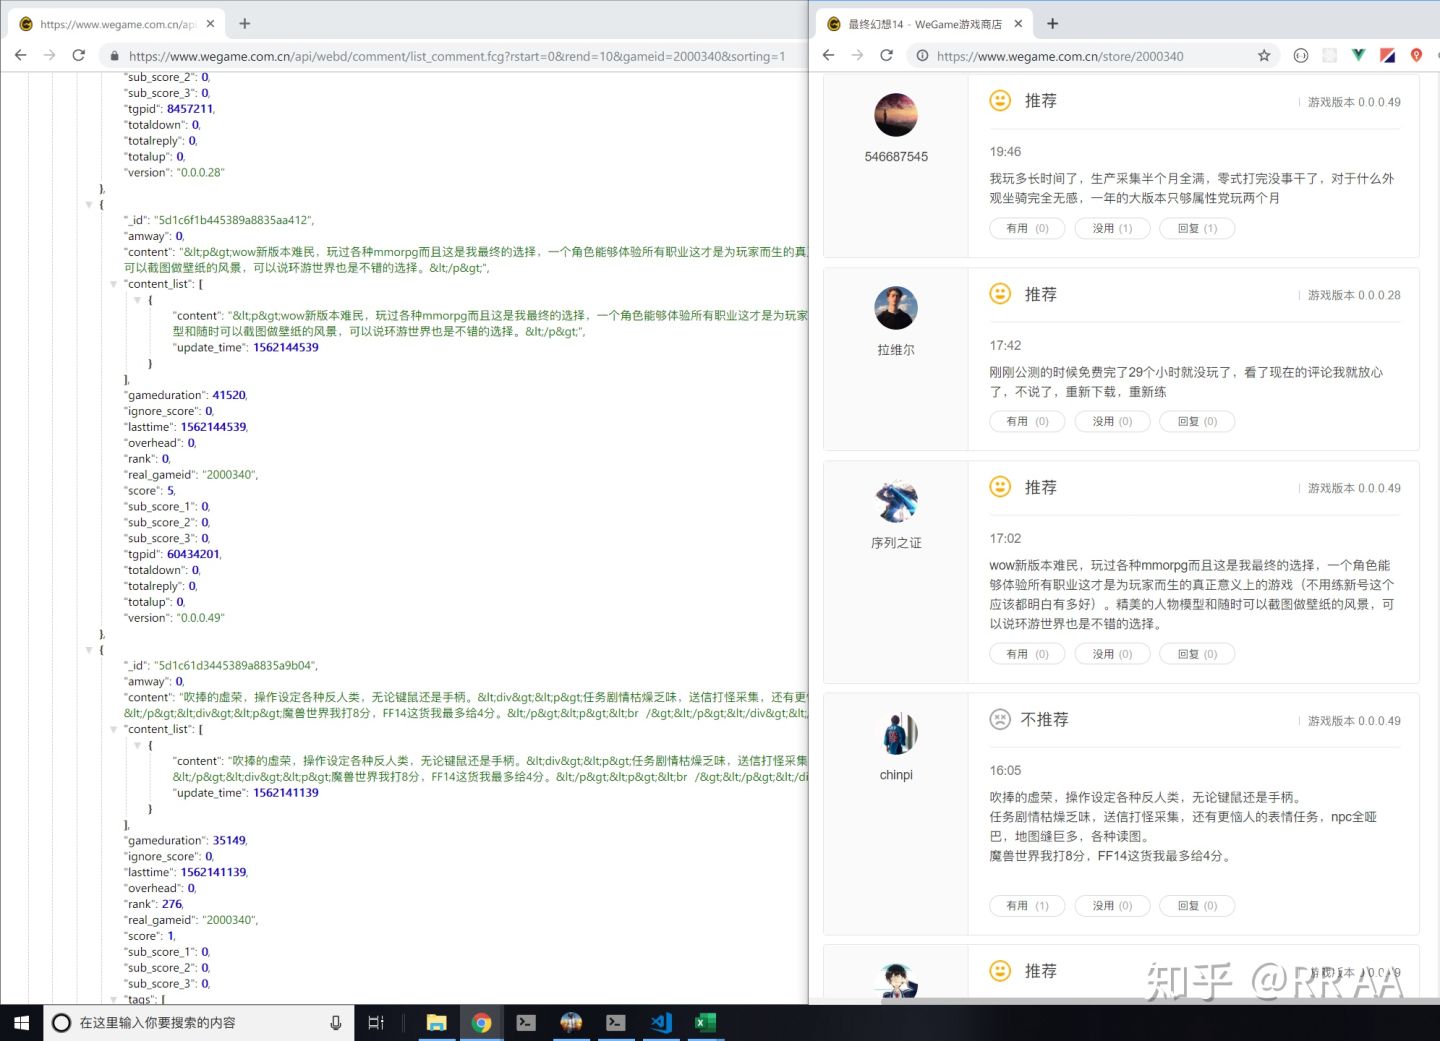 https://www.wegame.com.cn/api
https://www.wegame.com.cn/api/webd/comment/list_comment.fcg?rstart=0&rend=10&gameid=2000340&sorting=1
"sub_score_2": 0,
"sub_score_3": 0,
"tgpid": 8457211,
"totaldown": 0,
"totalreply": 0,
"totalup": 0,
"version": "0.0.0.28"
},
{
"_id": "5d1c6f1b445389a8835aa412",
"amway": 0,
"content": "&lt;p&gt;wow新版本难民，玩过各种mmorpg而且这是我最终的选择，一个角色能够体验所有职业这才是为玩家而生的真
可以截图做壁纸的风景，可以说环游世界也是不错的选择。&lt;/p&gt;",
"content_list": [
{
"content": "&lt;p&gt;wow新版本难民，玩过各种mmorpg而且这是我最终的选择，一个角色能够体验所有职业这才是为玩家
型和随时可以截图做壁纸的风景，可以说环游世界也是不错的选择。&lt;/p&gt;",
"update_time": 1562144539
}
],
"gameduration": 41520,
"ignore_score": 0,
"lasttime": 1562144539,
"overhead": 0,
"rank": 0,
"real_gameid": "2000340",
"score": 5,
"sub_score_1": 0,
"sub_score_2": 0,
"sub_score_3": 0,
"tgpid": 60434201,
"totaldown": 0,
"totalreply": 0,
"totalup": 0,
"version": "0.0.0.49"
},
{
"_id": "5d1c61d3445389a8835a9b04",
"amway": 0,
"content": "吹捧的虚荣，操作设定各种反人类，无论键鼠还是手柄。&lt;div&gt;&lt;p&gt;任务剧情枯燥乏味，送信打怪采集，还有更恼
&lt;/p&gt;&lt;div&gt;&lt;p&gt;魔兽世界我打8分，FF14这货我最多给4分。&lt;/p&gt;&lt;p&gt;&lt;br /&gt;&lt;/p&gt;&lt;/div&gt;&lt;
"content_list": [
{
"content": "吹捧的虚荣，操作设定各种反人类，无论键鼠还是手柄。&lt;div&gt;&lt;p&gt;任务剧情枯燥乏味，送信打怪采集
&lt;/p&gt;&lt;div&gt;&lt;p&gt;魔兽世界我打8分，FF14这货我最多给4分。&lt;/p&gt;&lt;p&gt;&lt;br /&gt;&lt;/p&gt;&lt;/di
"update_time": 1562141139
}
],
"gameduration": 35149,
"ignore_score": 0,
"lasttime": 1562141139,
"overhead": 0,
"rank": 276,
"real_gameid": "2000340",
"score": 1,
"sub_score_1": 0,
"sub_score_2": 0,
"sub_score_3": 0,
"tags": [
最终幻想14 - WeGame游戏商店
https://www.wegame.com.cn/store/2000340
546687545
推荐
游戏版本 0.0.0.49
19:46
我玩多长时间了，生产采集半个月全满，零式打完没事干了，对于什么外
观坐骑完全无感，一年的大版本只够属性党玩两个月
有用 (0) 没用 (1) 回复 (1)
拉维尔
推荐
游戏版本 0.0.0.28
17:42
刚刚公测的时候免费完了29个小时就没玩了，看了现在的评论我就放心
了，不说了，重新下载，重新练
有用 (0) 没用 (0) 回复 (0)
序列之证
推荐
游戏版本 0.0.0.49
17:02
wow新版本难民，玩过各种mmorpg而且这是我最终的选择，一个角色能
够体验所有职业这才是为玩家而生的真正意义上的游戏（不用练新号这个
应该都明白有多好）。精美的人物模型和随时可以截图做壁纸的风景，可
以说环游世界也是不错的选择。
有用 (0) 没用 (0) 回复 (0)
chinpi
不推荐
游戏版本 0.0.0.49
16:05
吹捧的虚荣，操作设定各种反人类，无论键鼠还是手柄。
任务剧情枯燥乏味，送信打怪采集，还有更恼人的表情任务，npc全哑
巴，地图缝巨多，各种读图。
魔兽世界我打8分，FF14这货我最多给4分。
有用 (1) 没用 (0) 回复 (0)
推荐
知乎 @RRAA
在这里输入你要搜索的内容